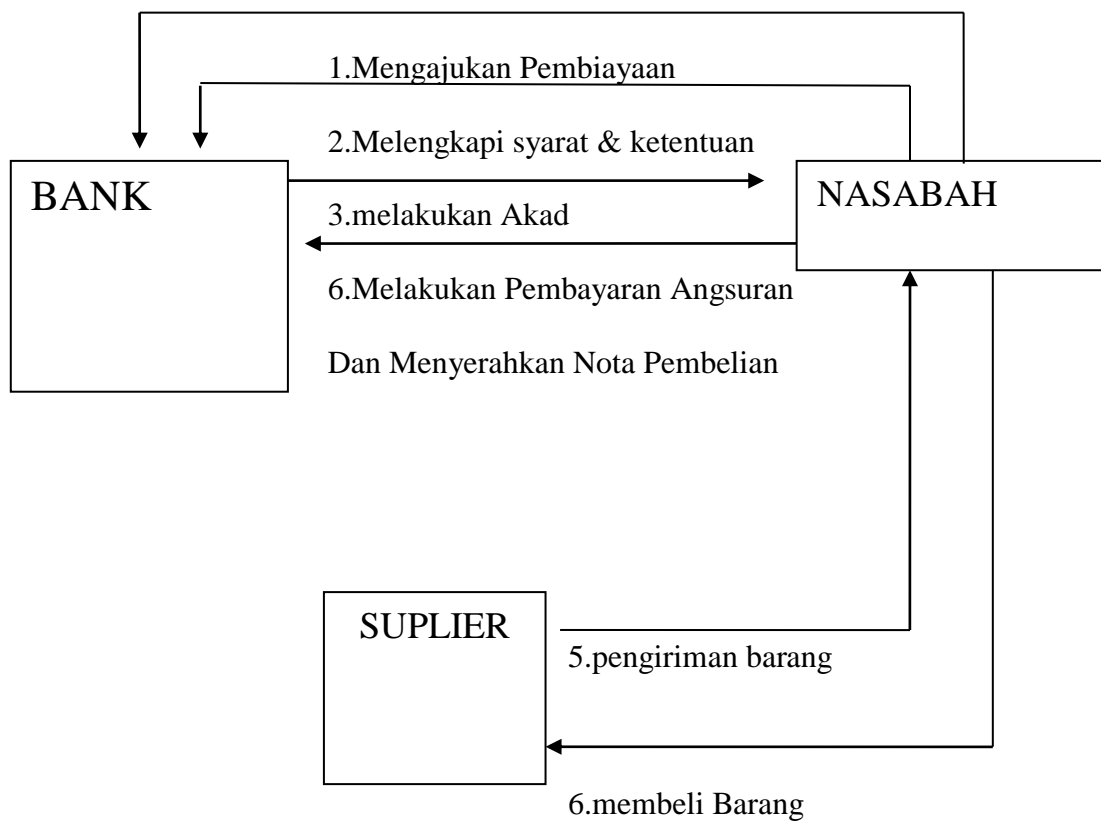 1.Mengajukan Pembiayaan
2.Melengkapi syarat & ketentuan
BANK
NASABAH
3.melakukan Akad
6.Melakukan Pembayaran Angsuran
Dan Menyerahkan Nota Pembelian
SUPLIER
5.pengiriman barang
6.membeli Barang